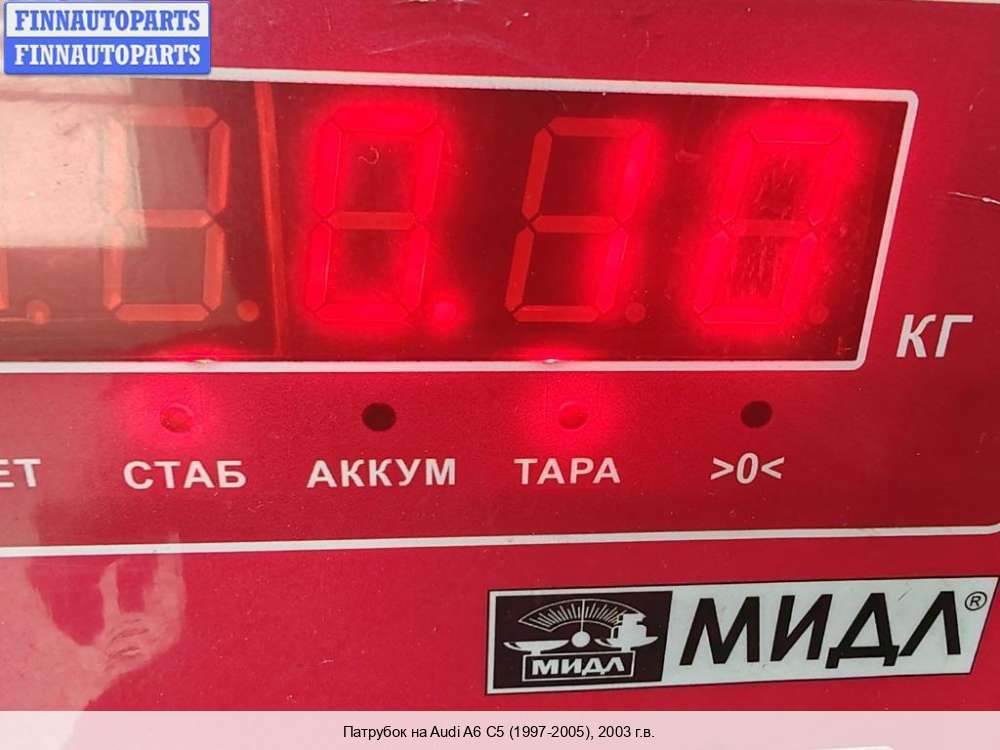 FINNAUTOPARTS
FINNAUTOPARTS
0.10
КГ
ЕТ
СТАБ АККУМ ТАРА >0<
МИДЛ
МИДЛ®
Патрубок на Audi A6 C5 (1997-2005), 2003 г.в.